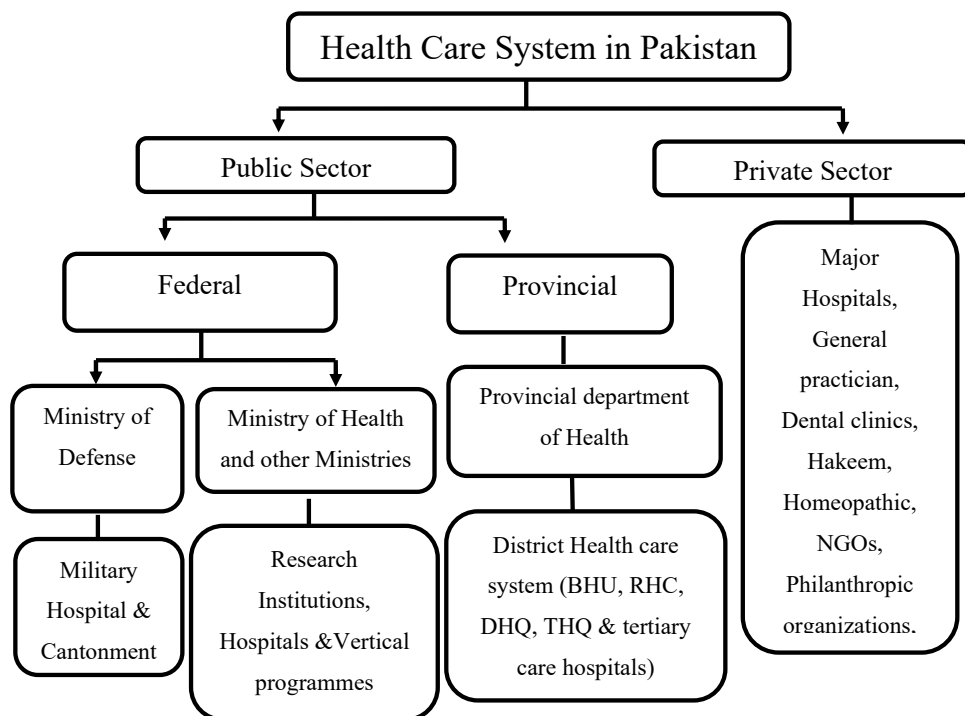 Health Care System in Pakistan
Public Sector
Private Sector
Federal
Provincial
Ministry of
Defense
Ministry of Health
and other Ministries
Provincial department
of Health
Military
Hospital &
Cantonment
Research
Institutions,
Hospitals &Vertical
programmes
District Health care
system (BHU, RHC,
DHQ, THQ & tertiary
care hospitals)
Major
Hospitals,
General
practician,
Dental clinics,
Hakeem,
Homeopathic,
NGOs,
Philanthropic
organizations.